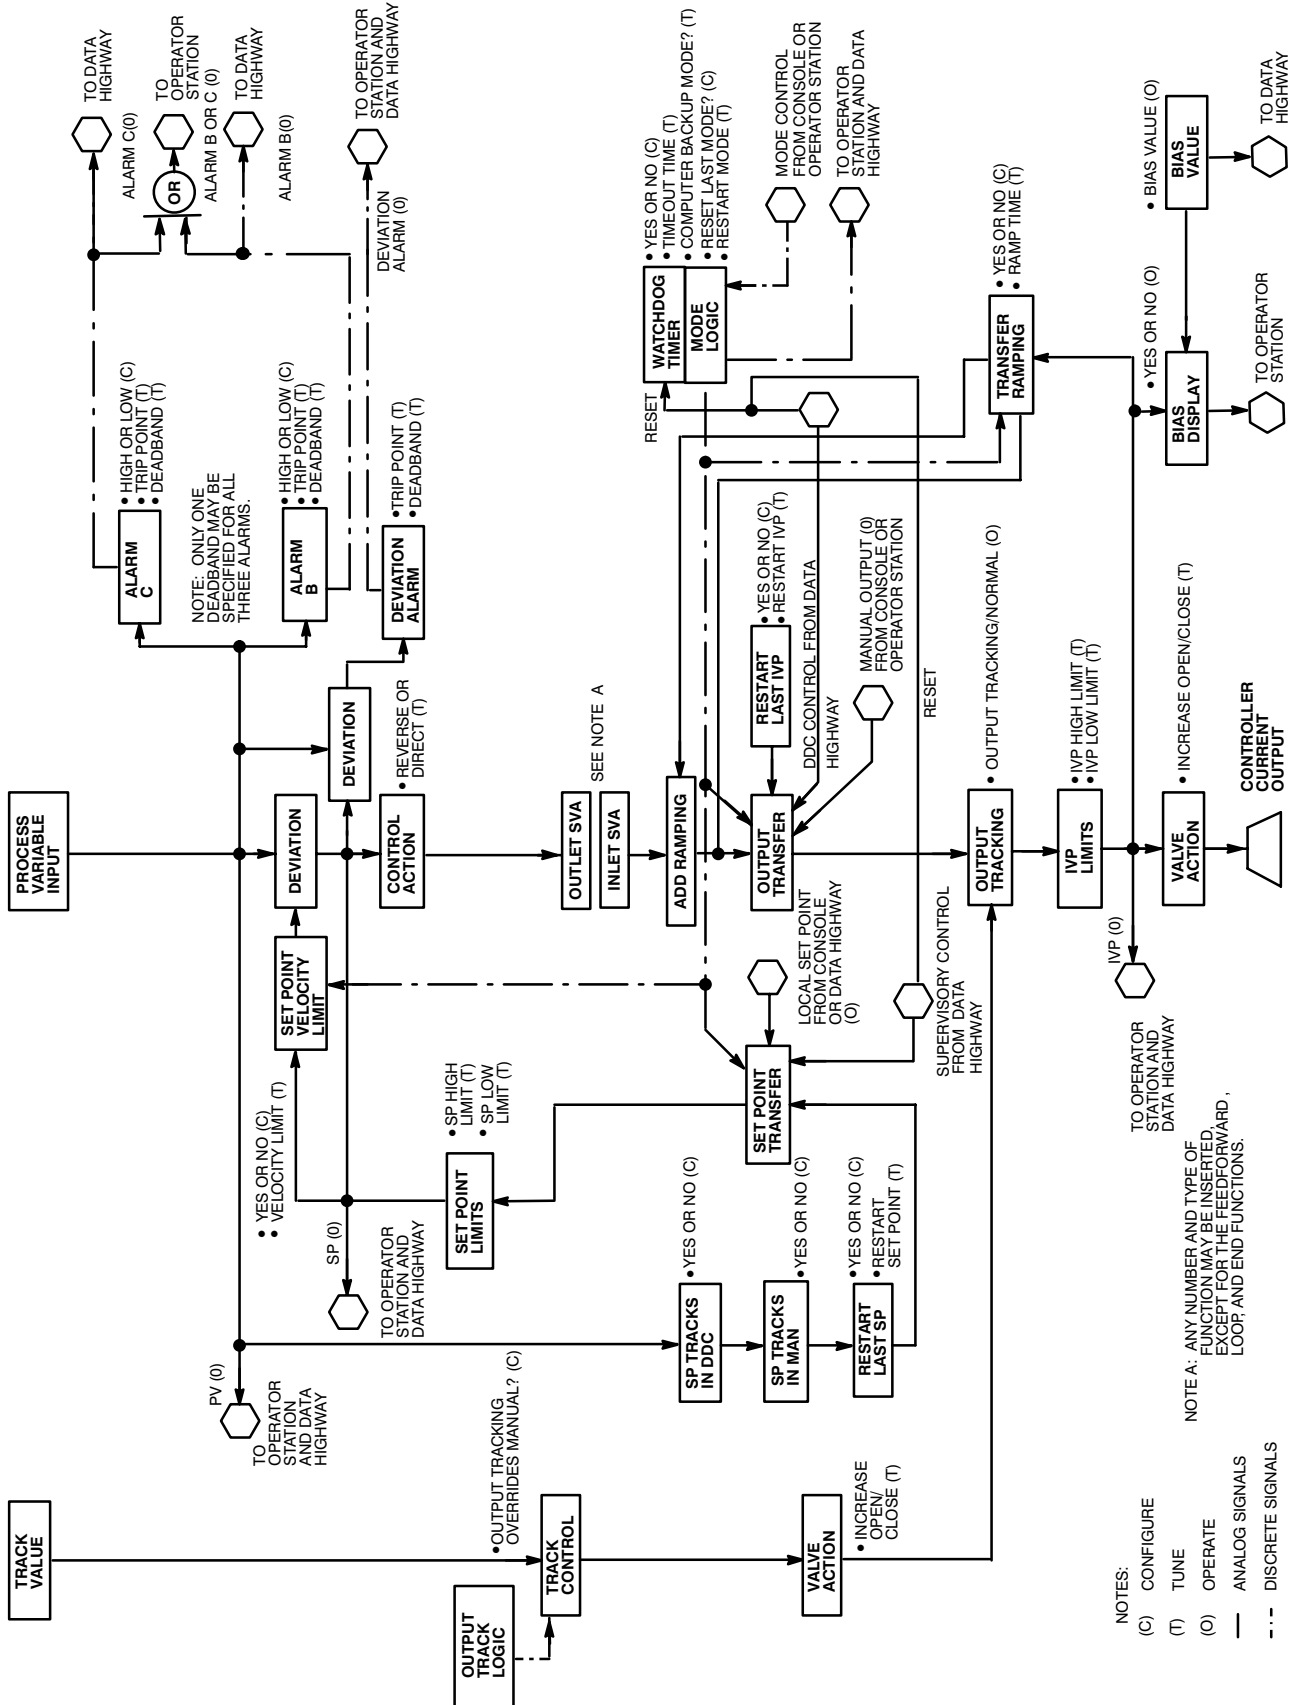 TRACK
VALUE
PROCESS
VARIABLE
INPUT
OUTPUT
TRACK
LOGIC
• OUTPUT TRACKING
OVERRIDES MANUAL? (C)
TRACK
CONTROL
VALVE
ACTION
• INCREASE
OPEN/
CLOSE (T)
PV (0)
TO
OPERATOR
STATION
AND DATA
HIGHWAY
• YES OR NO (C)
• VELOCITY LIMIT (T)
SP (0)
TO OPERATOR
STATION AND
DATA HIGHWAY
SET POINT
VELOCITY
LIMIT
DEVIATION
DEVIATION
CONTROL
ACTION
• REVERSE OR
DIRECT (T)
SET POINT
LIMITS
• SP HIGH
LIMIT (T)
• SP LOW
LIMIT (T)
ALARM
C
• HIGH OR LOW (C)
• TRIP POINT (T)
• DEADBAND (T)
NOTE: ONLY ONE
DEADBAND MAY BE
SPECIFIED FOR ALL
THREE ALARMS.
ALARM
B
• HIGH OR LOW (C)
• TRIP POINT (T)
• DEADBAND (T)
DEVIATION
ALARM
• TRIP POINT (T)
• DEADBAND (T)
TO DATA
HIGHWAY
ALARM C(0)
OR
TO
OPERATOR
STATION
ALARM B OR C (0)
TO DATA
HIGHWAY
ALARM B(0)
DEVIATION
ALARM (0)
TO OPERATOR
STATION AND
DATA HIGHWAY
OUTLET SVA
INLET SVA
SEE NOTE A
ADD RAMPING
OUTPUT
TRANSFER
RESTART
LAST IVP
• YES OR NO (C)
• RESTART IVP (T)
DDC CONTROL FROM DATA
HIGHWAY
MANUAL OUTPUT (0)
FROM CONSOLE OR
OPERATOR STATION
RESET
RESET
WATCHDOG
TIMER
MODE
LOGIC
• YES OR NO (C)
• TIMEOUT TIME (T)
• COMPUTER BACKUP MODE? (T)
• RESET LAST MODE? (C)
• RESTART MODE (T)
MODE CONTROL
FROM CONSOLE OR
OPERATOR STATION
TO OPERATOR
STATION AND DATA
HIGHWAY
TRANSFER
RAMPING
• YES OR NO (C)
• RAMP TIME (T)
SP TRACKS
IN DDC
• YES OR NO (C)
SP TRACKS
IN MAN
• YES OR NO (C)
RESTART
LAST SP
• YES OR NO (C)
• RESTART
SET POINT (T)
SET POINT
TRANSFER
LOCAL SET POINT
FROM CONSOLE
OR DATA HIGHWAY
(O)
SUPERVISORY CONTROL
FROM DATA
HIGHWAY
OUTPUT
TRACKING
• OUTPUT TRACKING/NORMAL (O)
IVP
LIMITS
• IVP HIGH LIMIT (T)
• IVP LOW LIMIT (T)
IVP (0)
TO OPERATOR
STATION AND
DATA HIGHWAY
VALVE
ACTION
• INCREASE OPEN/CLOSE (T)
CONTROLLER
CURRENT
OUTPUT
BIAS
DISPLAY
• YES OR NO (O)
TO OPERATOR
STATION
BIAS
VALUE
• BIAS VALUE (O)
TO DATA
HIGHWAY
NOTE A: ANY NUMBER AND TYPE OF
FUNCTION MAY BE INSERTED,
EXCEPT FOR THE FEEDFORWARD ,
LOOP, AND END FUNCTIONS.
NOTES:
(C) CONFIGURE
(T) TUNE
(O) OPERATE
ANALOG SIGNALS
DISCRETE SIGNALS